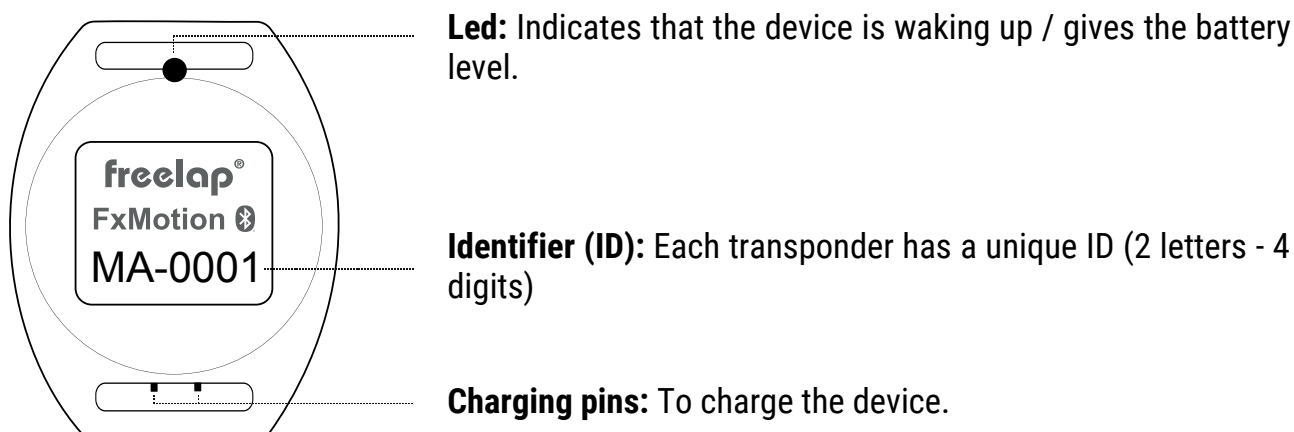 Led: Indicates that the device is waking up / gives the battery
level.
freelap®
FxMotion
MA-0001
Identifier (ID): Each transponder has a unique ID (2 letters - 4
digits)
Charging pins: To charge the device.